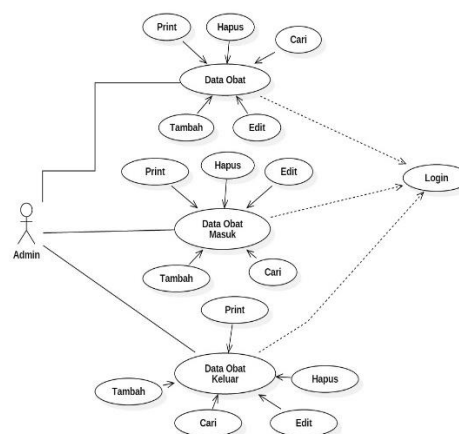 Print
Hapus
Cari
Data Obat
Tambah
Edit
Print
Hapus
Edit
Login
Data Obat
Masuk
Admin
Tambah
Cari
Print
Data Obat
Keluar
Hapus
Tambah
Cari
Edit